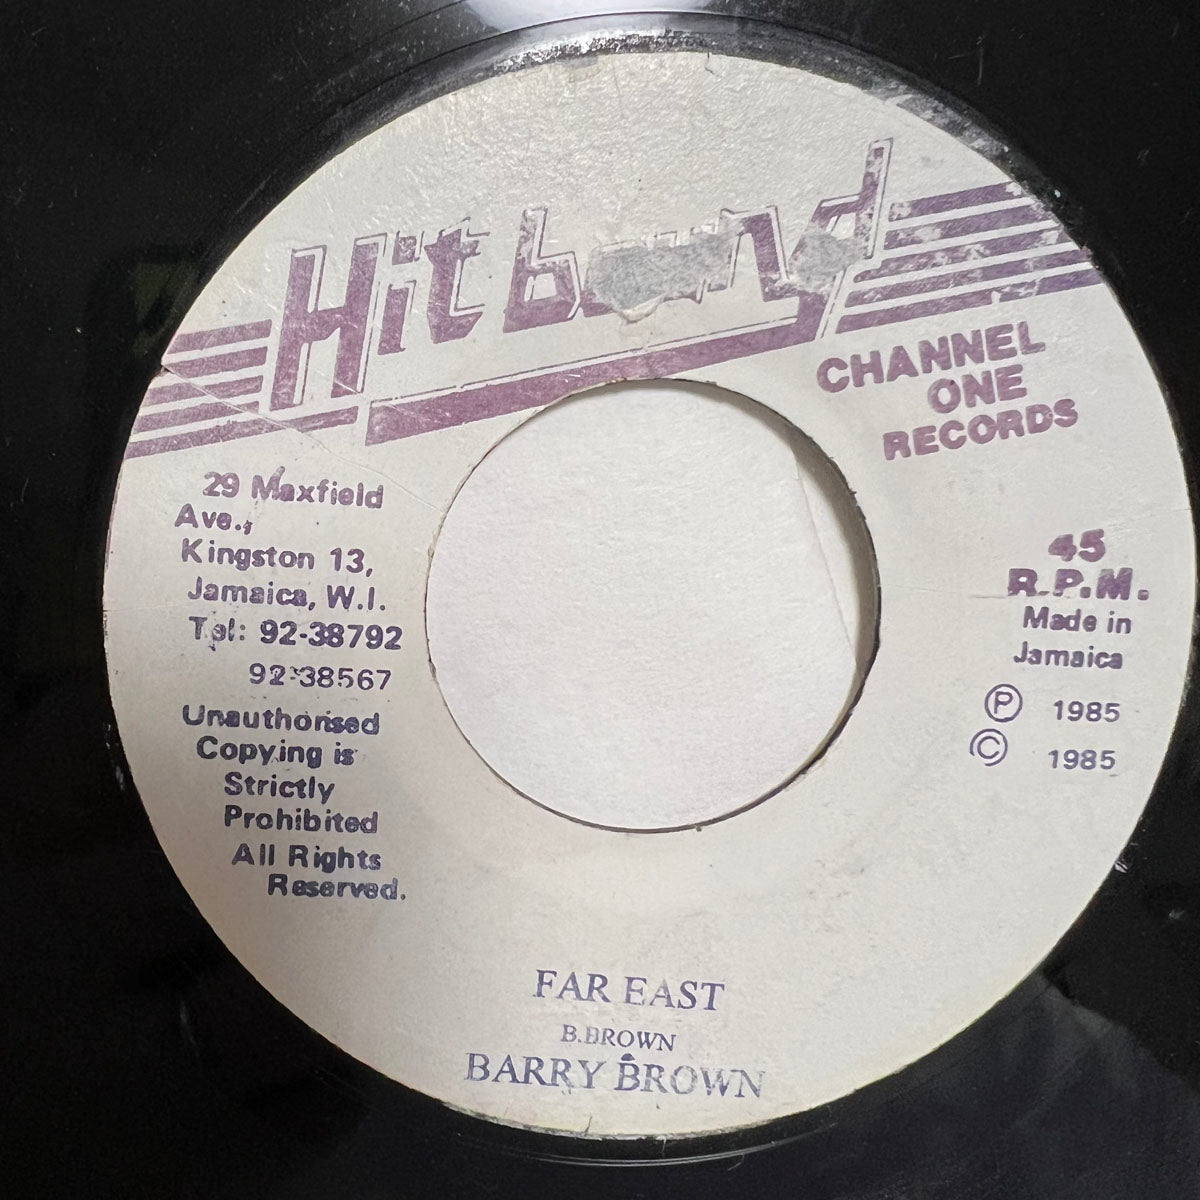 Hit bound
CHANNEL
ONE
RECORDS
29 Maxfield
Ave.,
Kingston 13,
Jamaica, W.I.
Tel: 92-38792
92-38567
Unauthorised
Copying is
Strictly
Prohibited
All Rights
Reserved.
45
R.P.M.
Made in
Jamaica
Ⓟ 1985
© 1985
FAR EAST
B.BROWN
BARRY BROWN